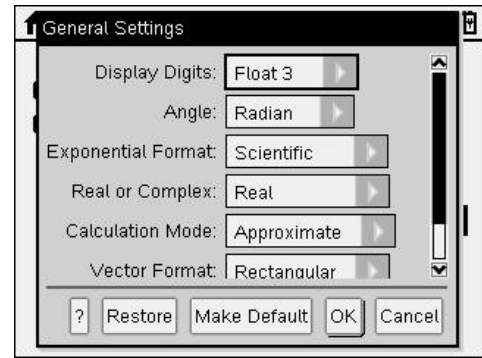 General Settings
Display Digits: Float 3
Angle: Radian
Exponential Format: Scientific
Real or Complex: Real
Calculation Mode: Approximate
Vector Format: Rectangular
? Restore Make Default OK Cancel